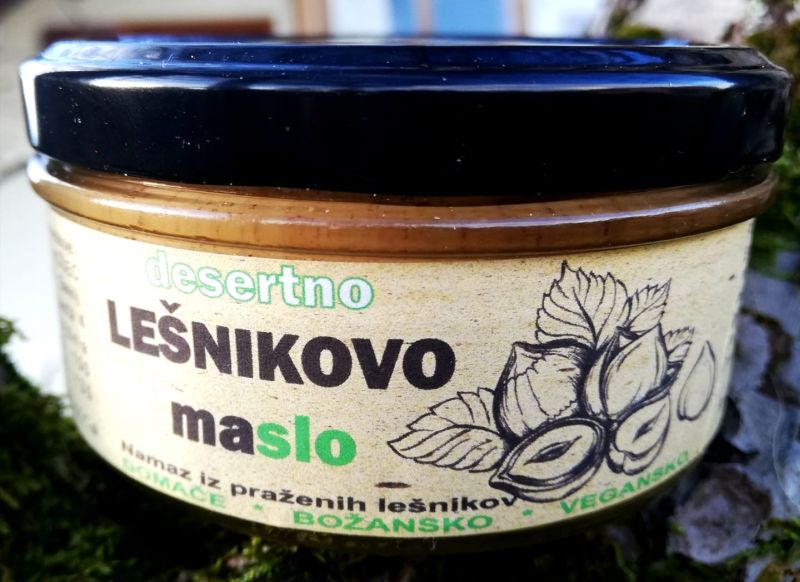 desertno
LEŠNIKOVO
maslo
Namaz iz praženih lešnikov
DOMAČE * BOŽANSKO * VEGANSKO